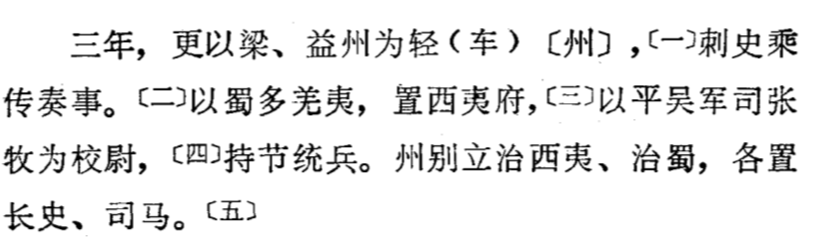 三年，更以梁、益州为轻（车）〔州〕，〔一〕刺史乘
传奏事。〔二〕以蜀多羌夷，置西夷府，〔三〕以平吴军司张
牧为校尉，〔四〕持节统兵。州别立治西夷、治蜀，各置
长史、司马。〔五〕